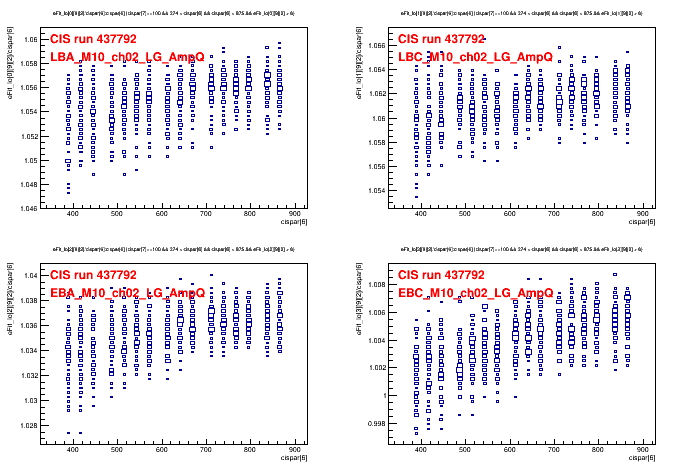 CIS run 437792
LBA_M10_ch02_LG_AmpQ
1.06
1.058
1.056
1.054
1.052
1.05
1.048
1.046
400 500 600 700 800 900
cispar[6]
CIS run 437792
LBC_M10_ch02_LG_AmpQ
1.066
1.064
1.062
1.06
1.058
1.056
1.054
400 500 600 700 800 900
cispar[6]
CIS run 437792
EBA_M10_ch02_LG_AmpQ
1.04
1.038
1.036
1.034
1.032
1.03
1.028
400 500 600 700 800 900
cispar[6]
CIS run 437792
EBC_M10_ch02_LG_AmpQ
1.008
1.006
1.004
1.002
1
0.998
400 500 600 700 800 900
cispar[6]